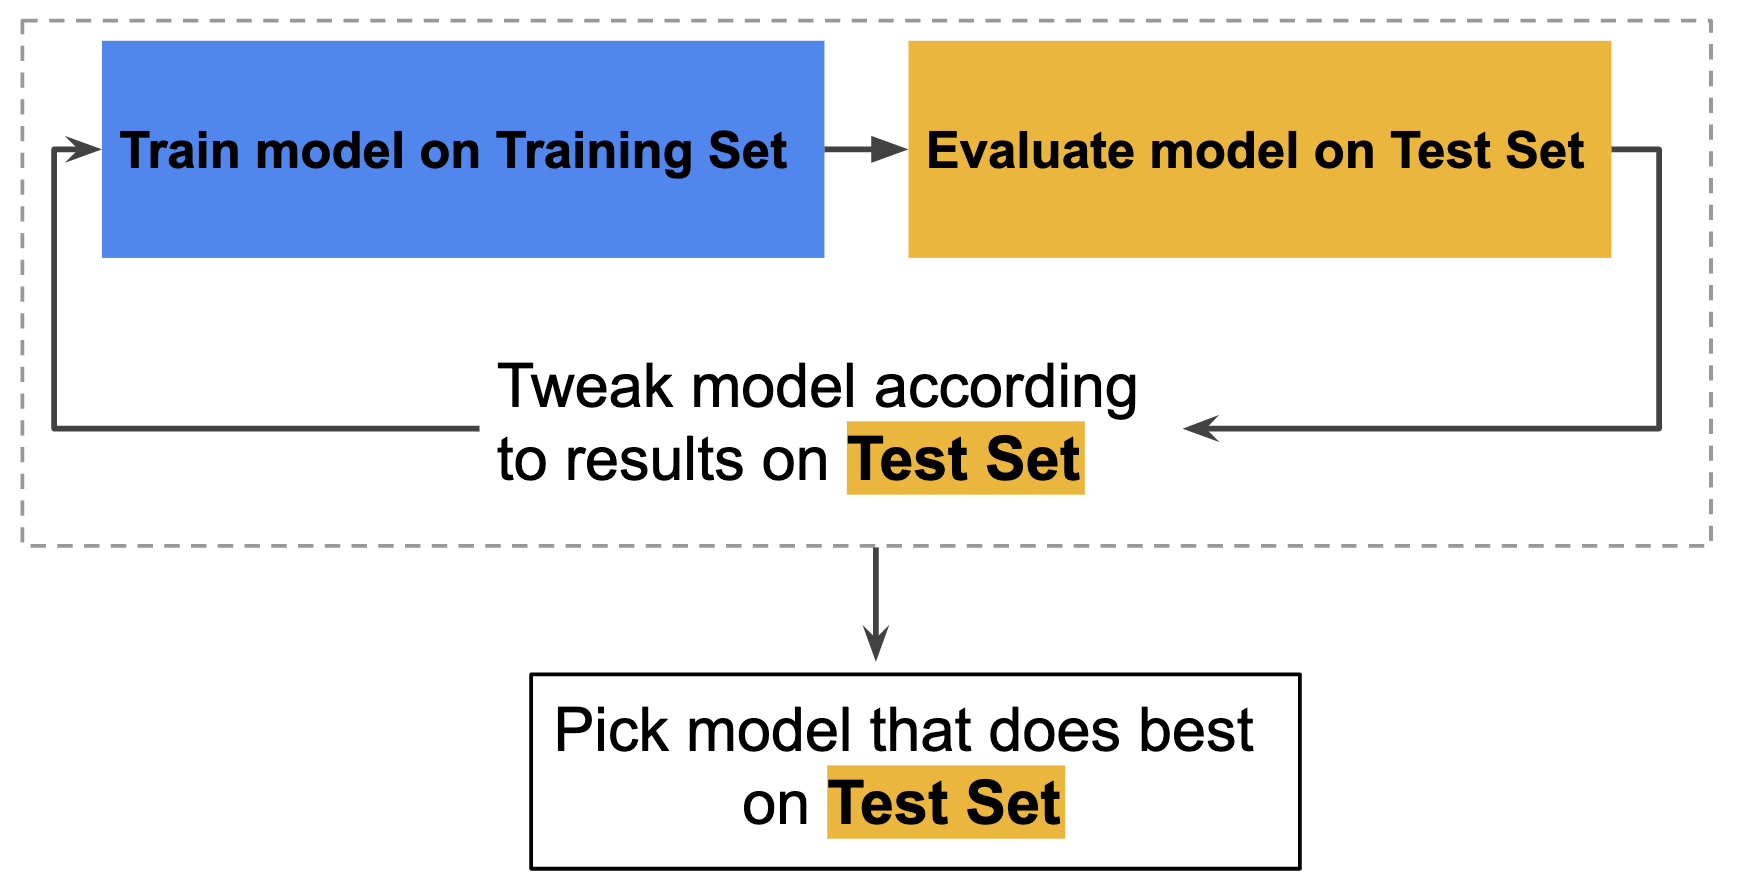 Train model on Training Set
Evaluate model on Test Set
Tweak model according
to results on Test Set
Pick model that does best
on Test Set